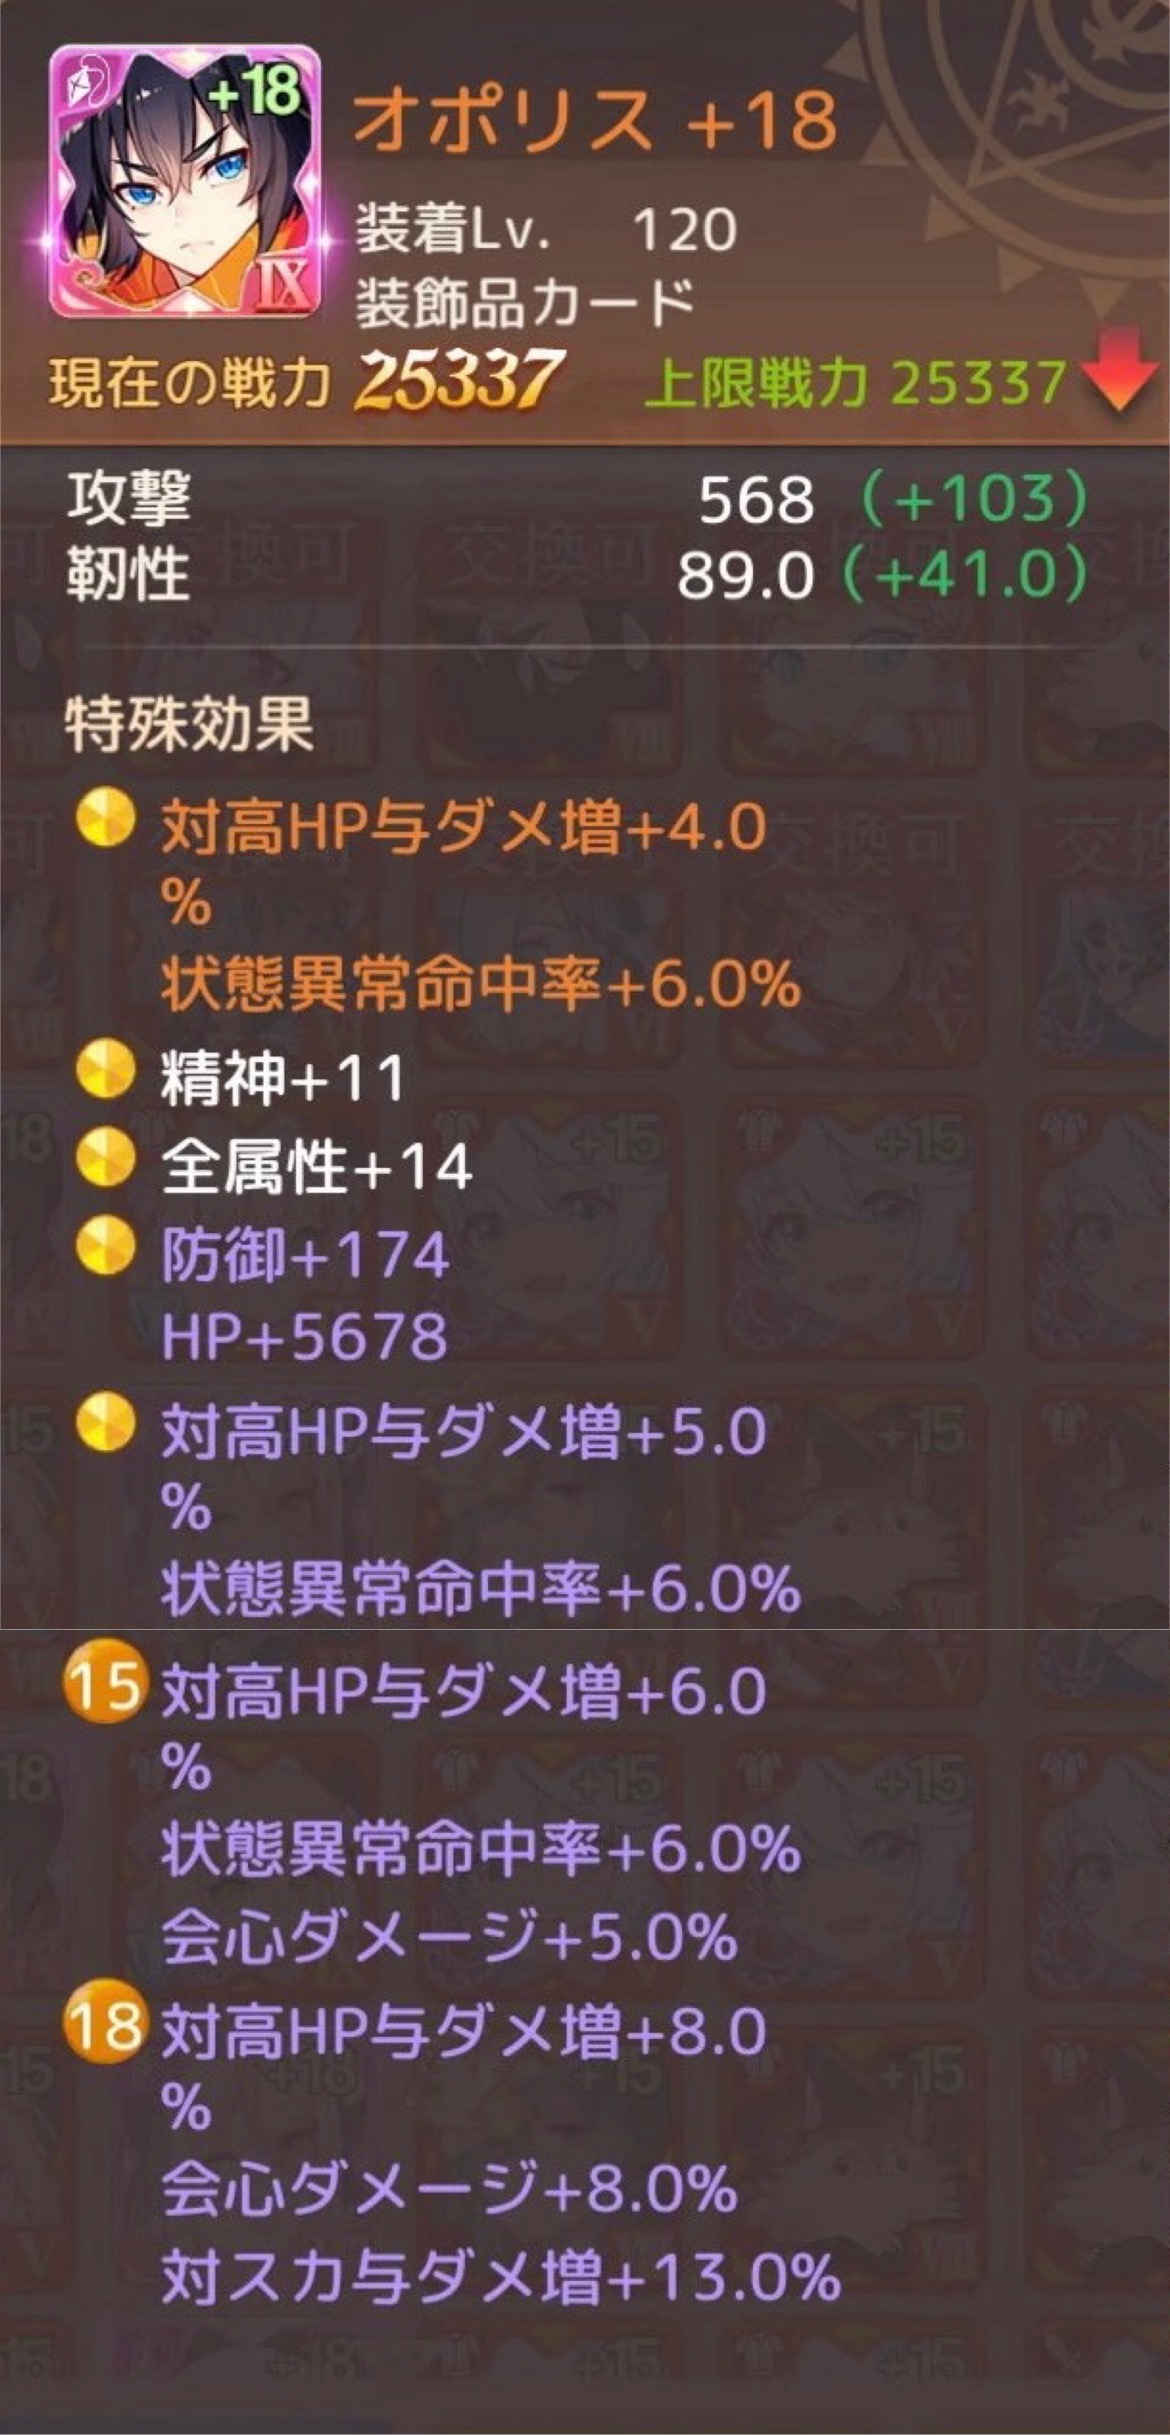 +18
IX
オポリス +18
装着Lv. 120
装飾品カード
現在の戦力 25337 上限戦力 25337
攻撃 568 (+103)
靭性 89.0 (+41.0)
特殊効果
対高HP与ダメ増+4.0
%
状態異常命中率+6.0%
精神+11
全属性+14
防御+174
HP+5678
対高HP与ダメ増+5.0
%
状態異常命中率+6.0%
15 対高HP与ダメ増+6.0
%
状態異常命中率+6.0%
会心ダメージ+5.0%
18 対高HP与ダメ増+8.0
%
会心ダメージ+8.0%
対スカ与ダメ増+13.0%